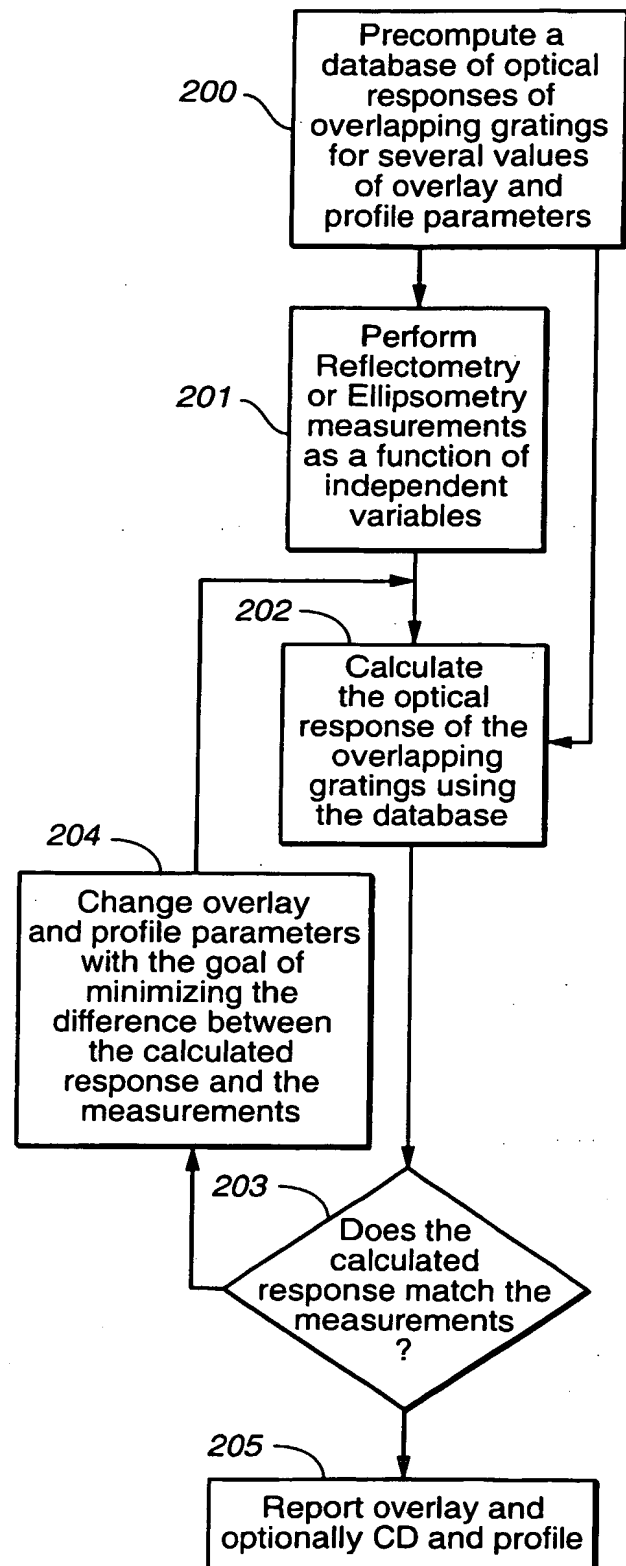 200
Precompute a
database of optical
responses of
overlapping gratings
for several values
of overlay and
profile parameters
201
Perform
Reflectometry
or Ellipsometry
measurements
as a function of
independent
variables
202
Calculate
the optical
response of the
overlapping
gratings using
the database
204
Change overlay
and profile parameters
with the goal of
minimizing the
difference between
the calculated
response and the
measurements
203
Does the
calculated
response match the
measurements
?
205
Report overlay and
optionally CD and profile